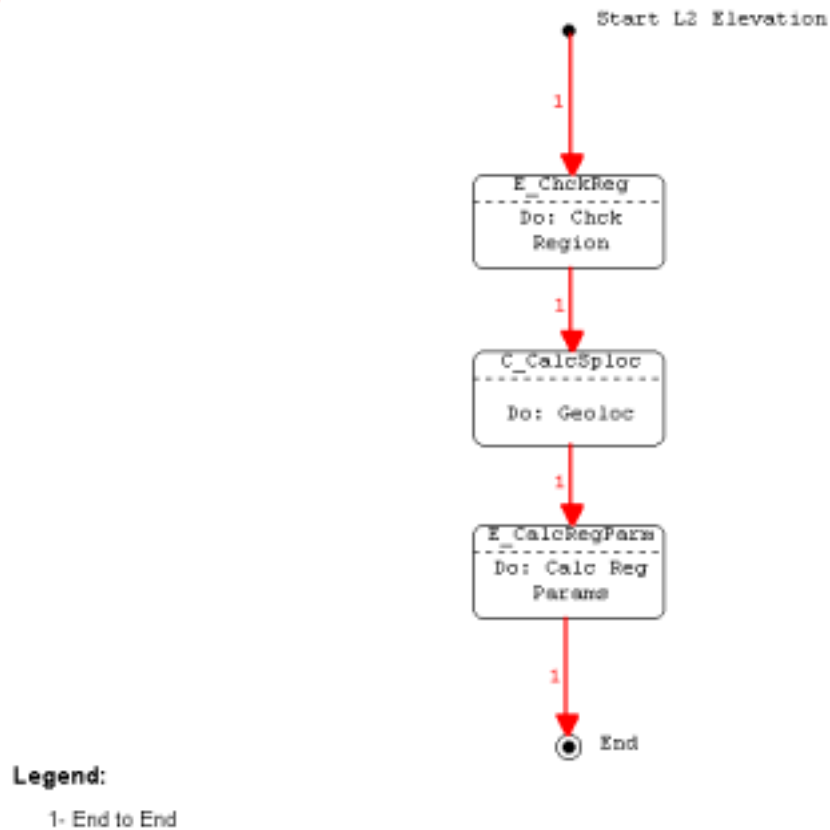 Start L2 Elevation
1
E_ChckReg
Do: Chck
Region
1
C_CalcSploc
Do: Geoloc
1
E_CalcRegParm
Do: Calc Reg
Params
1
End
Legend:
1- End to End